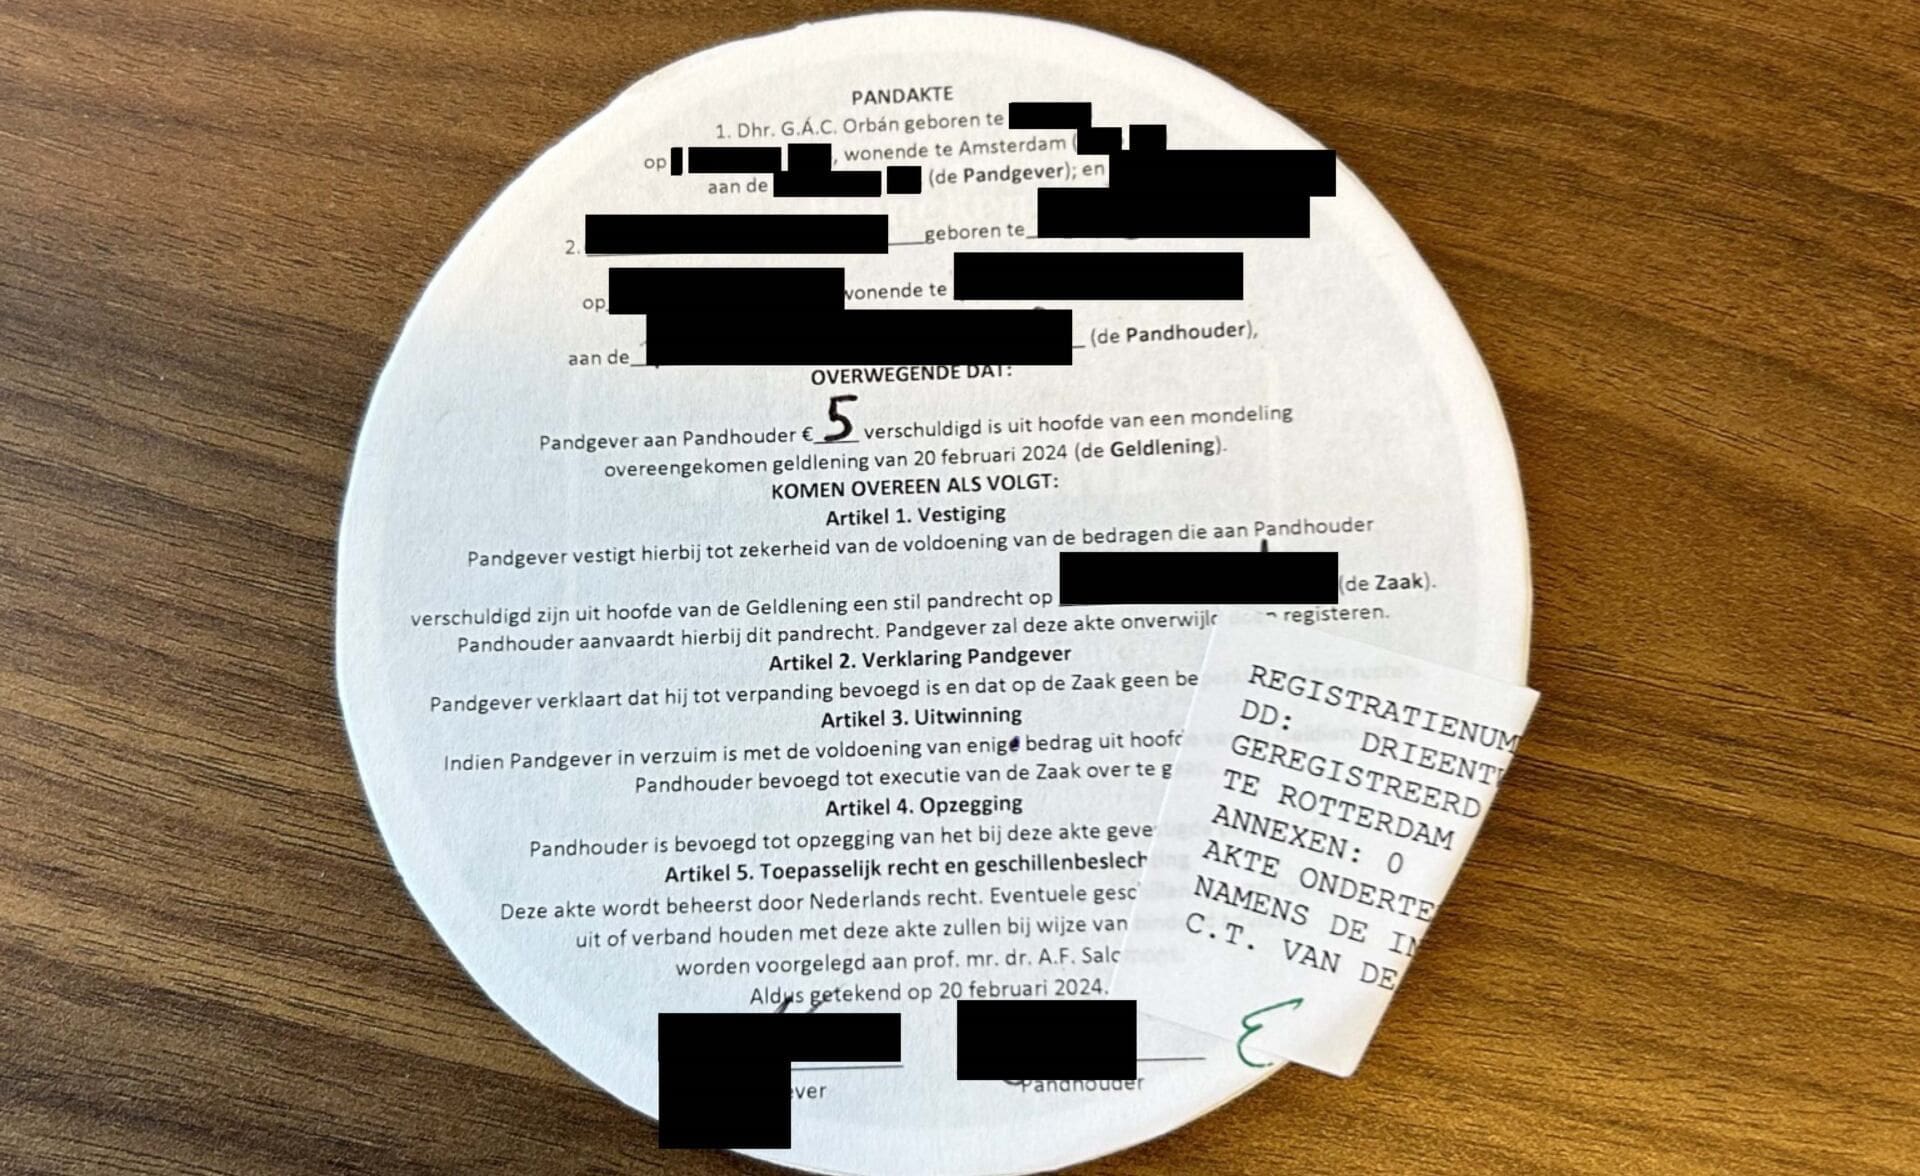 PANDAKTE
1. Dhr. G.Á.C. Orbán geboren te
op , wonende te Amsterdam (
aan de (de Pandgever); en
2. geboren te
op wonende te
aan de (de Pandhouder),
OVERWEGENDE DAT:
Pandgever aan Pandhouder € 5 verschuldigd is uit hoofde van een mondeling
overeengekomen geldlening van 20 februari 2024 (de Geldlening).
KOMEN OVEREEN ALS VOLGT:
Artikel 1. Vestiging
Pandgever vestigt hierbij tot zekerheid van de voldoening van de bedragen die aan Pandhouder
verschuldigd zijn uit hoofde van de Geldlening een stil pandrecht op (de Zaak).
Pandhouder aanvaardt hierbij dit pandrecht. Pandgever zal deze akte registeren.
Artikel 2. Verklaring Pandgever
Pandgever verklaart dat hij tot verpanding bevoegd is en dat op de Zaak geen be
Artikel 3. Uitwinning
Indien Pandgever in verzuim is met de voldoening van enige bedrag uit
Pandhouder bevoegd tot executie van de Zaak over te g
Artikel 4. Opzegging
Pandhouder is bevoegd tot opzegging van het bij deze akte geve
Artikel 5. Toepasselijk recht en geschillenbeslech
Deze akte wordt beheerst door Nederlands recht. Eventuele gesc
uit of verband houden met deze akte zullen bij wijze van
worden voorgelegd aan prof. mr. dr. A.F. Salo
Aldus getekend op 20 februari 2024.
ver Pandhouder
REGISTRATIENUM
DD: DRIEENT
GEREGISTREERD
TE ROTTERDAM
ANNEXEN: 0
AKTE ONDERTE
NAMENS DE IN
C.T. VAN DE